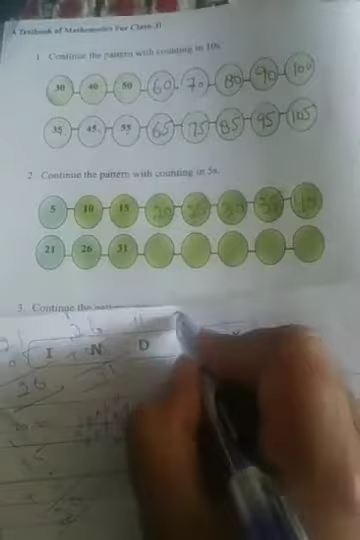 A Textbook of Mathematics For Class-II
1 Continue the pattern with counting in 10s.
30 40 50 60 70 80 90 100
35 45 55 65 75 85 95 105
2 Continue the pattern with counting in 5s.
5 10 15 20 25 30 35 40
21 26 31
3. Continue the
I N D
26